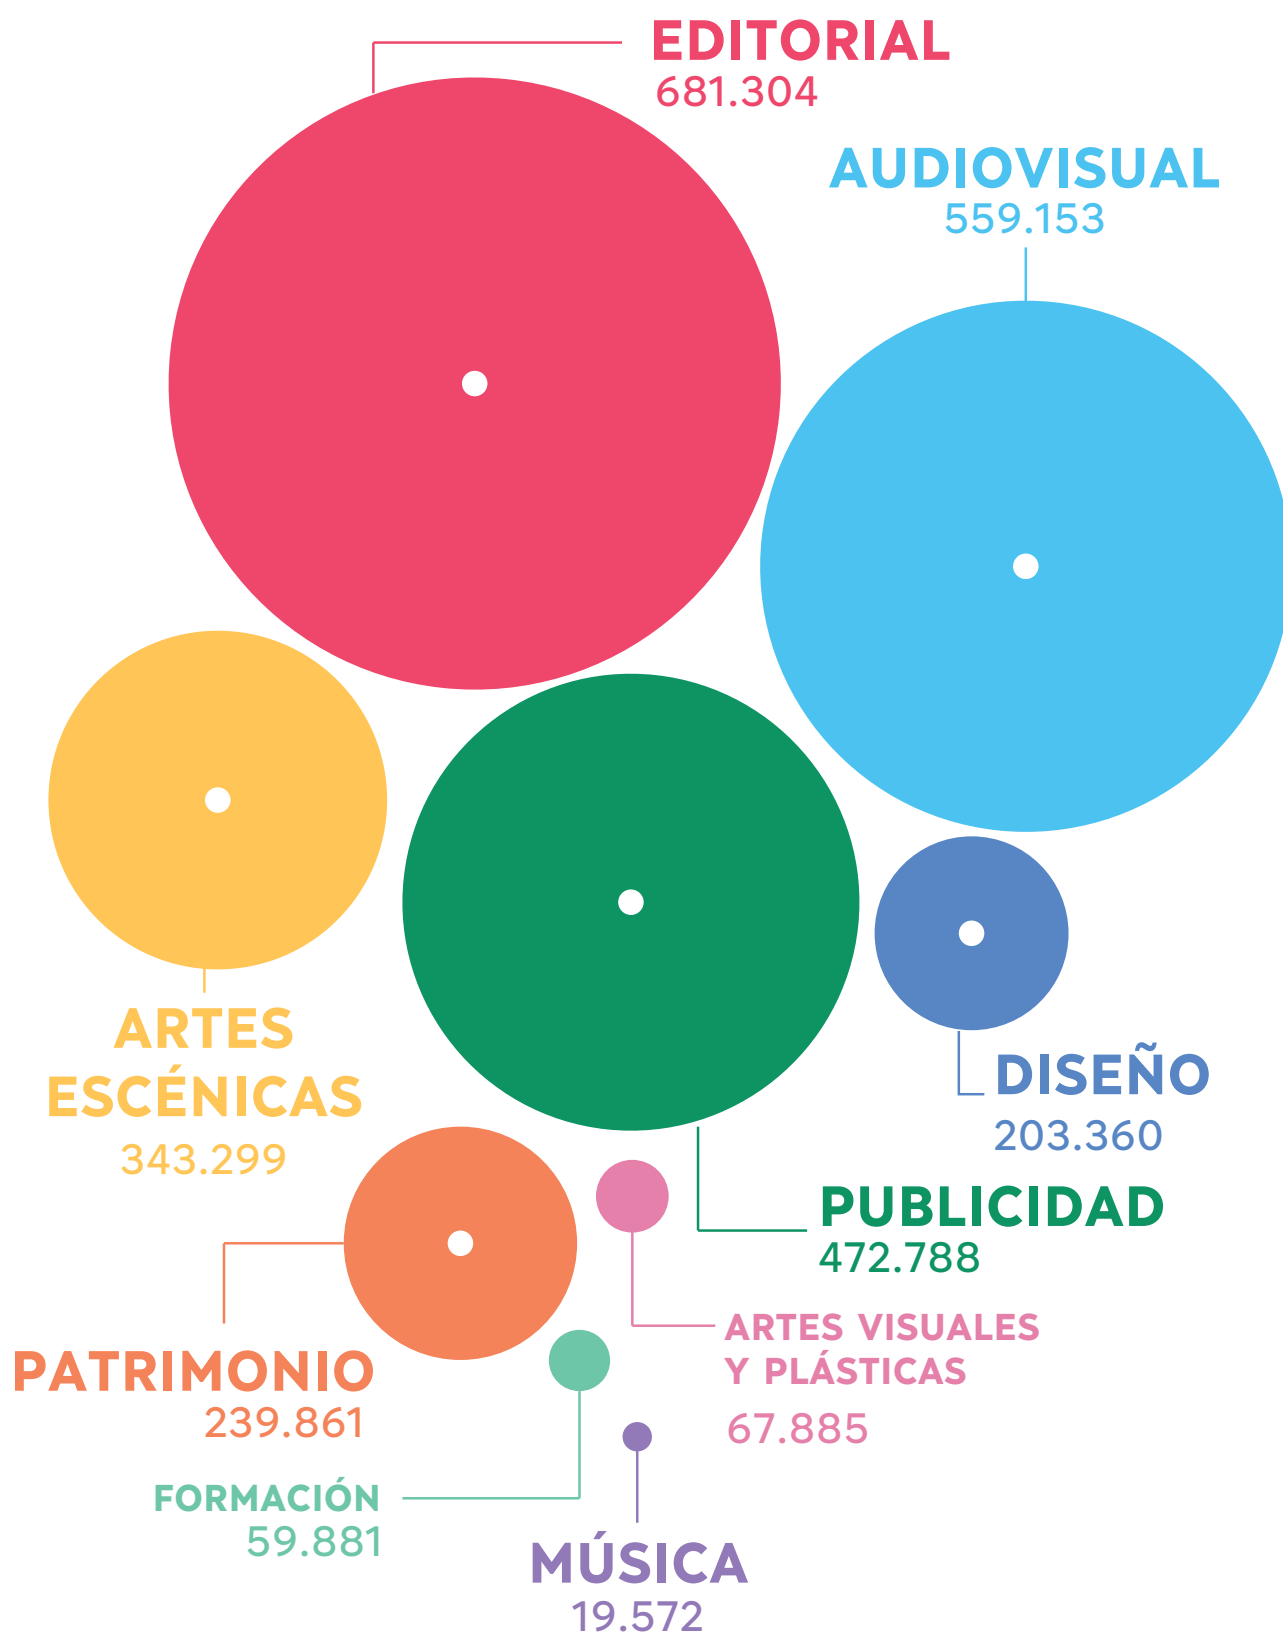 EDITORIAL
681.304
AUDIOVISUAL
559.153
ARTES
ESCÉNICAS
343.299
DISEÑO
203.360
PUBLICIDAD
472.788
PATRIMONIO
239.861
ARTES VISUALES
Y PLÁSTICAS
67.885
FORMACIÓN
59.881
MÚSICA
19.572